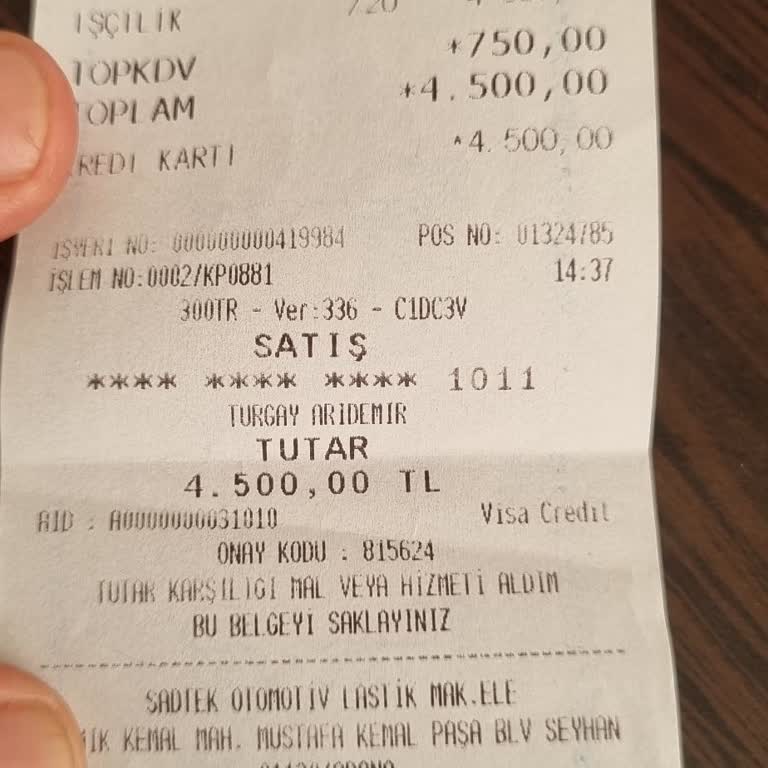 İŞÇİLİK
TOPKDV *750,00
TOPLAM *4.500,00
KREDI KARTI *4.500,00
İŞYERİ NO: 000000000419984 POS NO: 01324785
İŞLEM NO:0002/KP0881 14:37
300TR - Ver:336 - C1DC3V
SATIŞ
**** **** **** 1011
TURGAY ARİDEMİR
TUTAR
4.500,00 TL
AID : A0000000031010 Visa Credit
ONAY KODU : 815624
TUTAR KARŞILIĞI MAL VEYA HİZMETİ ALDIM
BU BELGEYİ SAKLAYINIZ
SADTEK OTOMOTİV LASTİK MAK.ELE
KEMAL MAH. MUSTAFA KEMAL PAŞA BLV SEYHAN